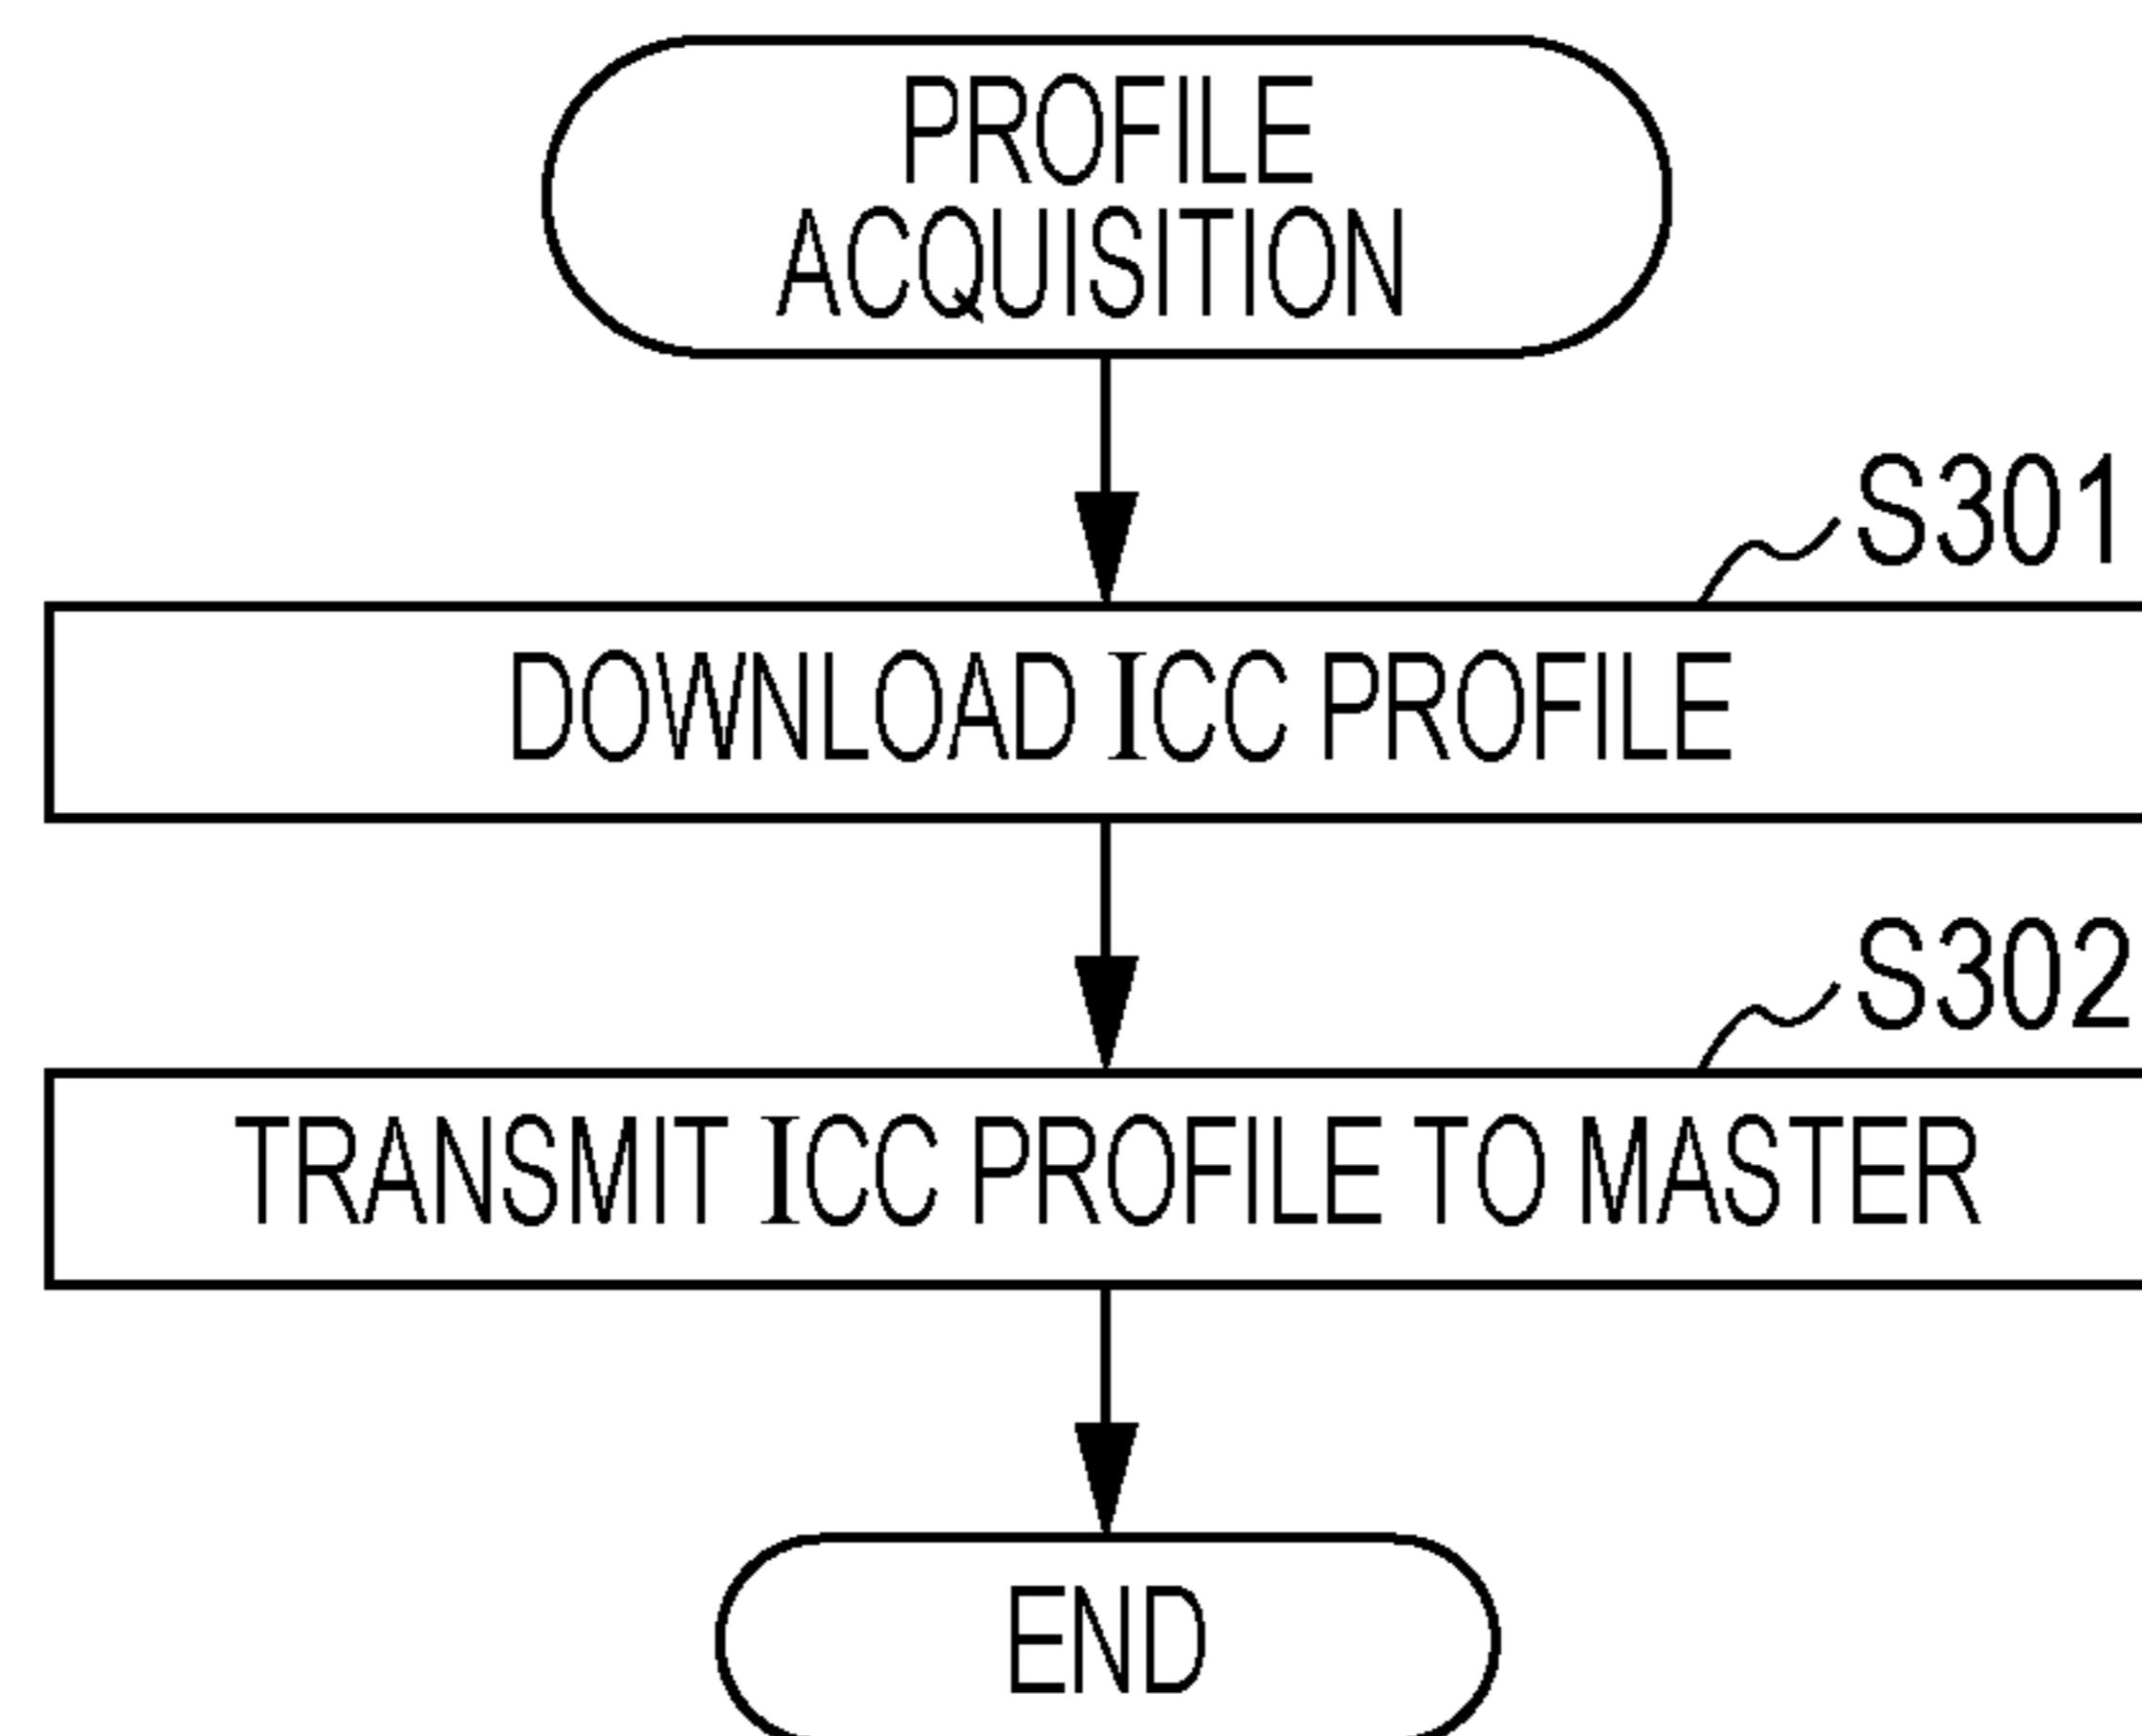 PROFILE
ACQUISITION
S301
DOWNLOAD ICC PROFILE
S302
TRANSMIT ICC PROFILE TO MASTER
END